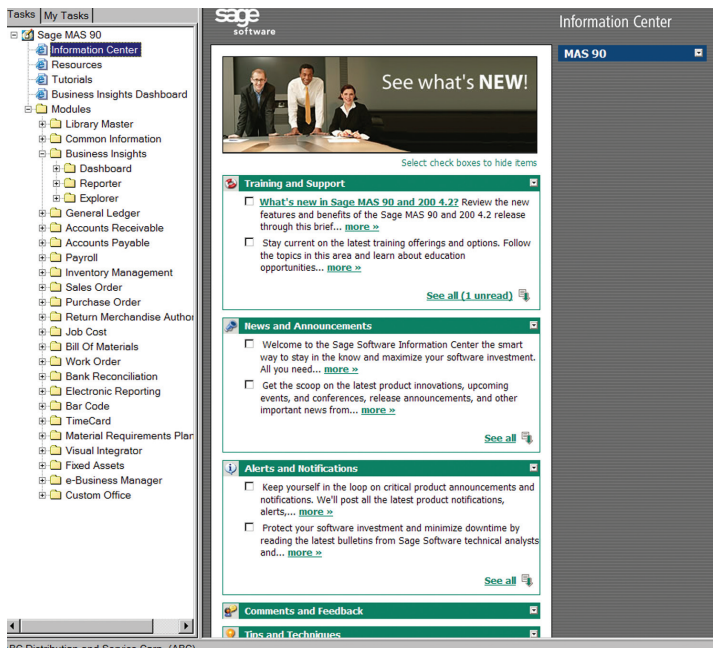 Tasks My Tasks
Sage MAS 90
Information Center
Resources
Tutorials
Business Insights Dashboard
Modules
Library Master
Common Information
Business Insights
Dashboard
Reporter
Explorer
General Ledger
Accounts Receivable
Accounts Payable
Payroll
Inventory Management
Sales Order
Purchase Order
Return Merchandise Author
Job Cost
Bill Of Materials
Work Order
Bank Reconciliation
Electronic Reporting
Bar Code
TimeCard
Material Requirements Plan
Visual Integrator
Fixed Assets
e-Business Manager
Custom Office
sage
software
Information Center
MAS 90
See what's NEW!
Select check boxes to hide items
Training and Support
What's new in Sage MAS 90 and 200 4.2? Review the new
features and benefits of the Sage MAS 90 and 200 4.2 release
through this brief... more »
Stay current on the latest training offerings and options. Follow
the topics in this area and learn about education
opportunities... more »
See all (1 unread)
News and Announcements
Welcome to the Sage Software Information Center the smart
way to stay in the know and maximize your software investment.
All you need... more »
Get the scoop on the latest product innovations, upcoming
events, and conferences, release announcements, and other
important news from... more »
See all
Alerts and Notifications
Keep yourself in the loop on critical product announcements and
notifications. We'll post all the latest product notifications,
alerts,... more »
Protect your software investment and minimize downtime by
reading the latest bulletins from Sage Software technical analysts
and... more »
See all
Comments and Feedback
Tips and Techniques
BC Distribution and Service Corp. (ABC)